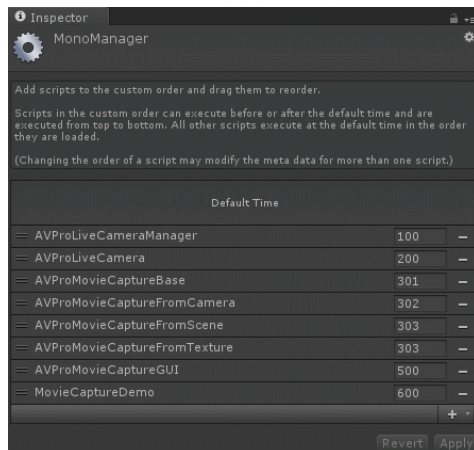 Inspector
MonoManager
Add scripts to the custom order and drag them to reorder.
Scripts in the custom order can execute before or after the default time and are
executed from top to bottom. All other scripts execute at the default time in the order
they are loaded.
(Changing the order of a script may modify the meta data for more than one script.)
Default Time
AVProLiveCameraManager 100
AVProLiveCamera 200
AVProMovieCaptureBase 301
AVProMovieCaptureFromCamera 302
AVProMovieCaptureFromScene 303
AVProMovieCaptureFromTexture 303
AVProMovieCaptureGUI 500
MovieCaptureDemo 600
Revert Apply